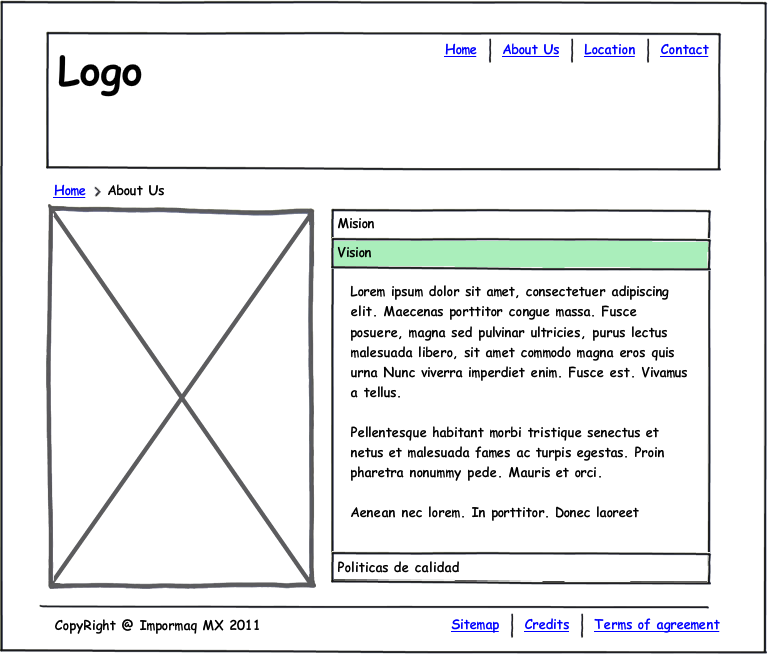 Home About Us Location Contact
Logo
Home > About Us
Mision
Vision
Lorem ipsum dolor sit amet, consectetuer adipiscing
elit. Maecenas porttitor congue massa. Fusce
posuere, magna sed pulvinar ultricies, purus lectus
malesuada libero, sit amet commodo magna eros quis
urna Nunc viverra imperdiet enim. Fusce est. Vivamus
a tellus.
Pellentesque habitant morbi tristique senectus et
netus et malesuada fames ac turpis egestas. Proin
pharetra nonummy pede. Mauris et orci.
Aenean nec lorem. In porttitor. Donec laoreet
Politicas de calidad
CopyRight @ Impormaq MX 2011
Sitemap Credits Terms of agreement